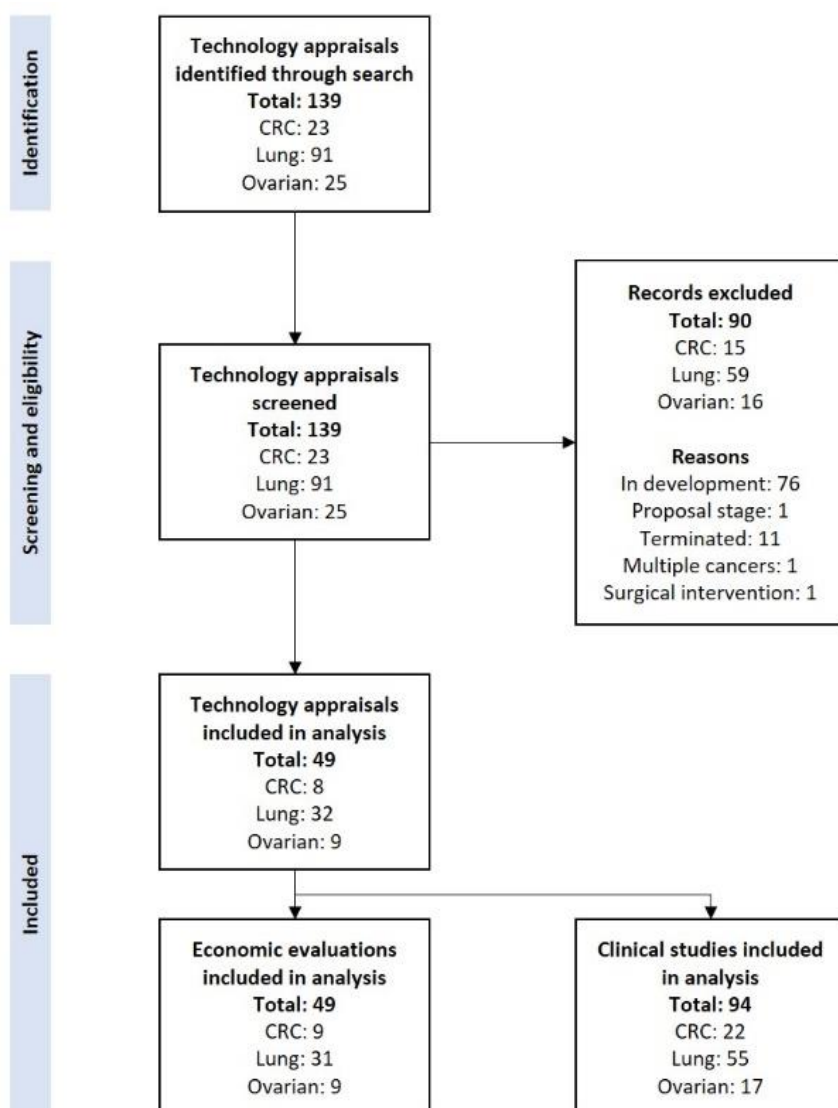 Identification
Technology appraisals
identified through search
Total: 139
CRC: 23
Lung: 91
Ovarian: 25
Screening and eligibility
Technology appraisals
screened
Total: 139
CRC: 23
Lung: 91
Ovarian: 25
Records excluded
Total: 90
CRC: 15
Lung: 59
Ovarian: 16
Reasons
In development: 76
Proposal stage: 1
Terminated: 11
Multiple cancers: 1
Surgical intervention: 1
Included
Technology appraisals
included in analysis
Total: 49
CRC: 8
Lung: 32
Ovarian: 9
Economic evaluations
included in analysis
Total: 49
CRC: 9
Lung: 31
Ovarian: 9
Clinical studies included
in analysis
Total: 94
CRC: 22
Lung: 55
Ovarian: 17